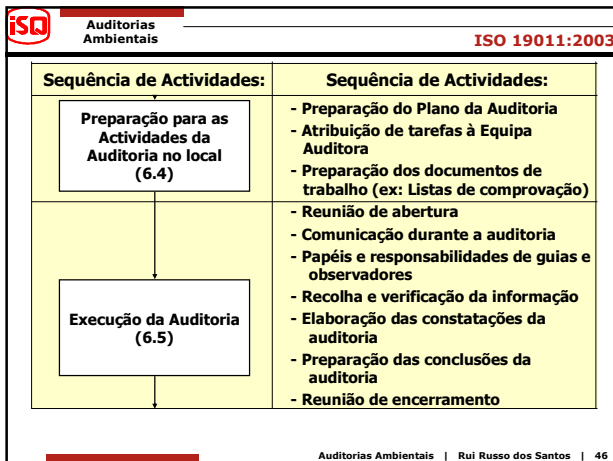 isQ
Auditorias
Ambientais
ISO 19011:2003
Sequência de Actividades:
Sequência de Actividades:
Preparação para as
Actividades da
Auditoria no local
(6.4)
- Preparação do Plano da Auditoria
- Atribuição de tarefas à Equipa
Auditora
- Preparação dos documentos de
trabalho (ex: Listas de comprovação)
Execução da Auditoria
(6.5)
- Reunião de abertura
- Comunicação durante a auditoria
- Papéis e responsabilidades de guias e
observadores
- Recolha e verificação da informação
- Elaboração das constatações da
auditoria
- Preparação das conclusões da
auditoria
- Reunião de encerramento
Auditorias Ambientais | Rui Russo dos Santos | 46